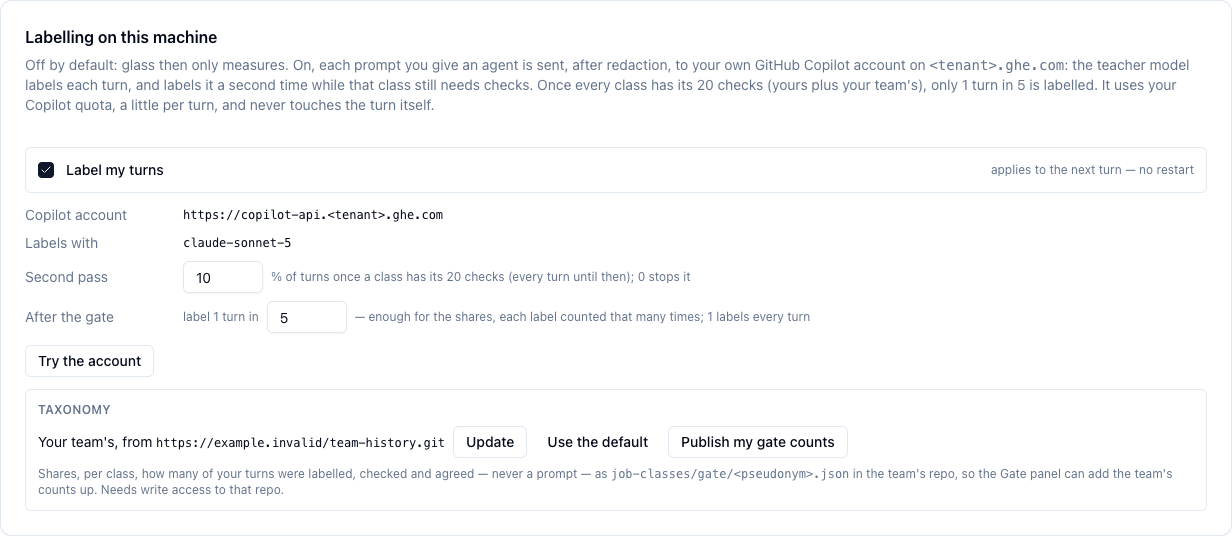 Labelling on this machine
Off by default: glass then only measures. On, each prompt you give an agent is sent, after redaction, to your own GitHub Copilot account on <tenant>.ghe.com: the teacher model
labels each turn, and labels it a second time while that class still needs checks. Once every class has its 20 checks (yours plus your team's), only 1 turn in 5 is labelled. It uses your
Copilot quota, a little per turn, and never touches the turn itself.
Label my turns applies to the next turn — no restart
Copilot account https://copilot-api.<tenant>.ghe.com
Labels with claude-sonnet-5
Second pass 10 % of turns once a class has its 20 checks (every turn until then); 0 stops it
After the gate label 1 turn in 5 — enough for the shares, each label counted that many times; 1 labels every turn
Try the account
TAXONOMY
Your team's, from https://example.invalid/team-history.git Update Use the default Publish my gate counts
Shares, per class, how many of your turns were labelled, checked and agreed — never a prompt — as job-classes/gate/<pseudonym>.json in the team's repo, so the Gate panel can add the team's
counts up. Needs write access to that repo.